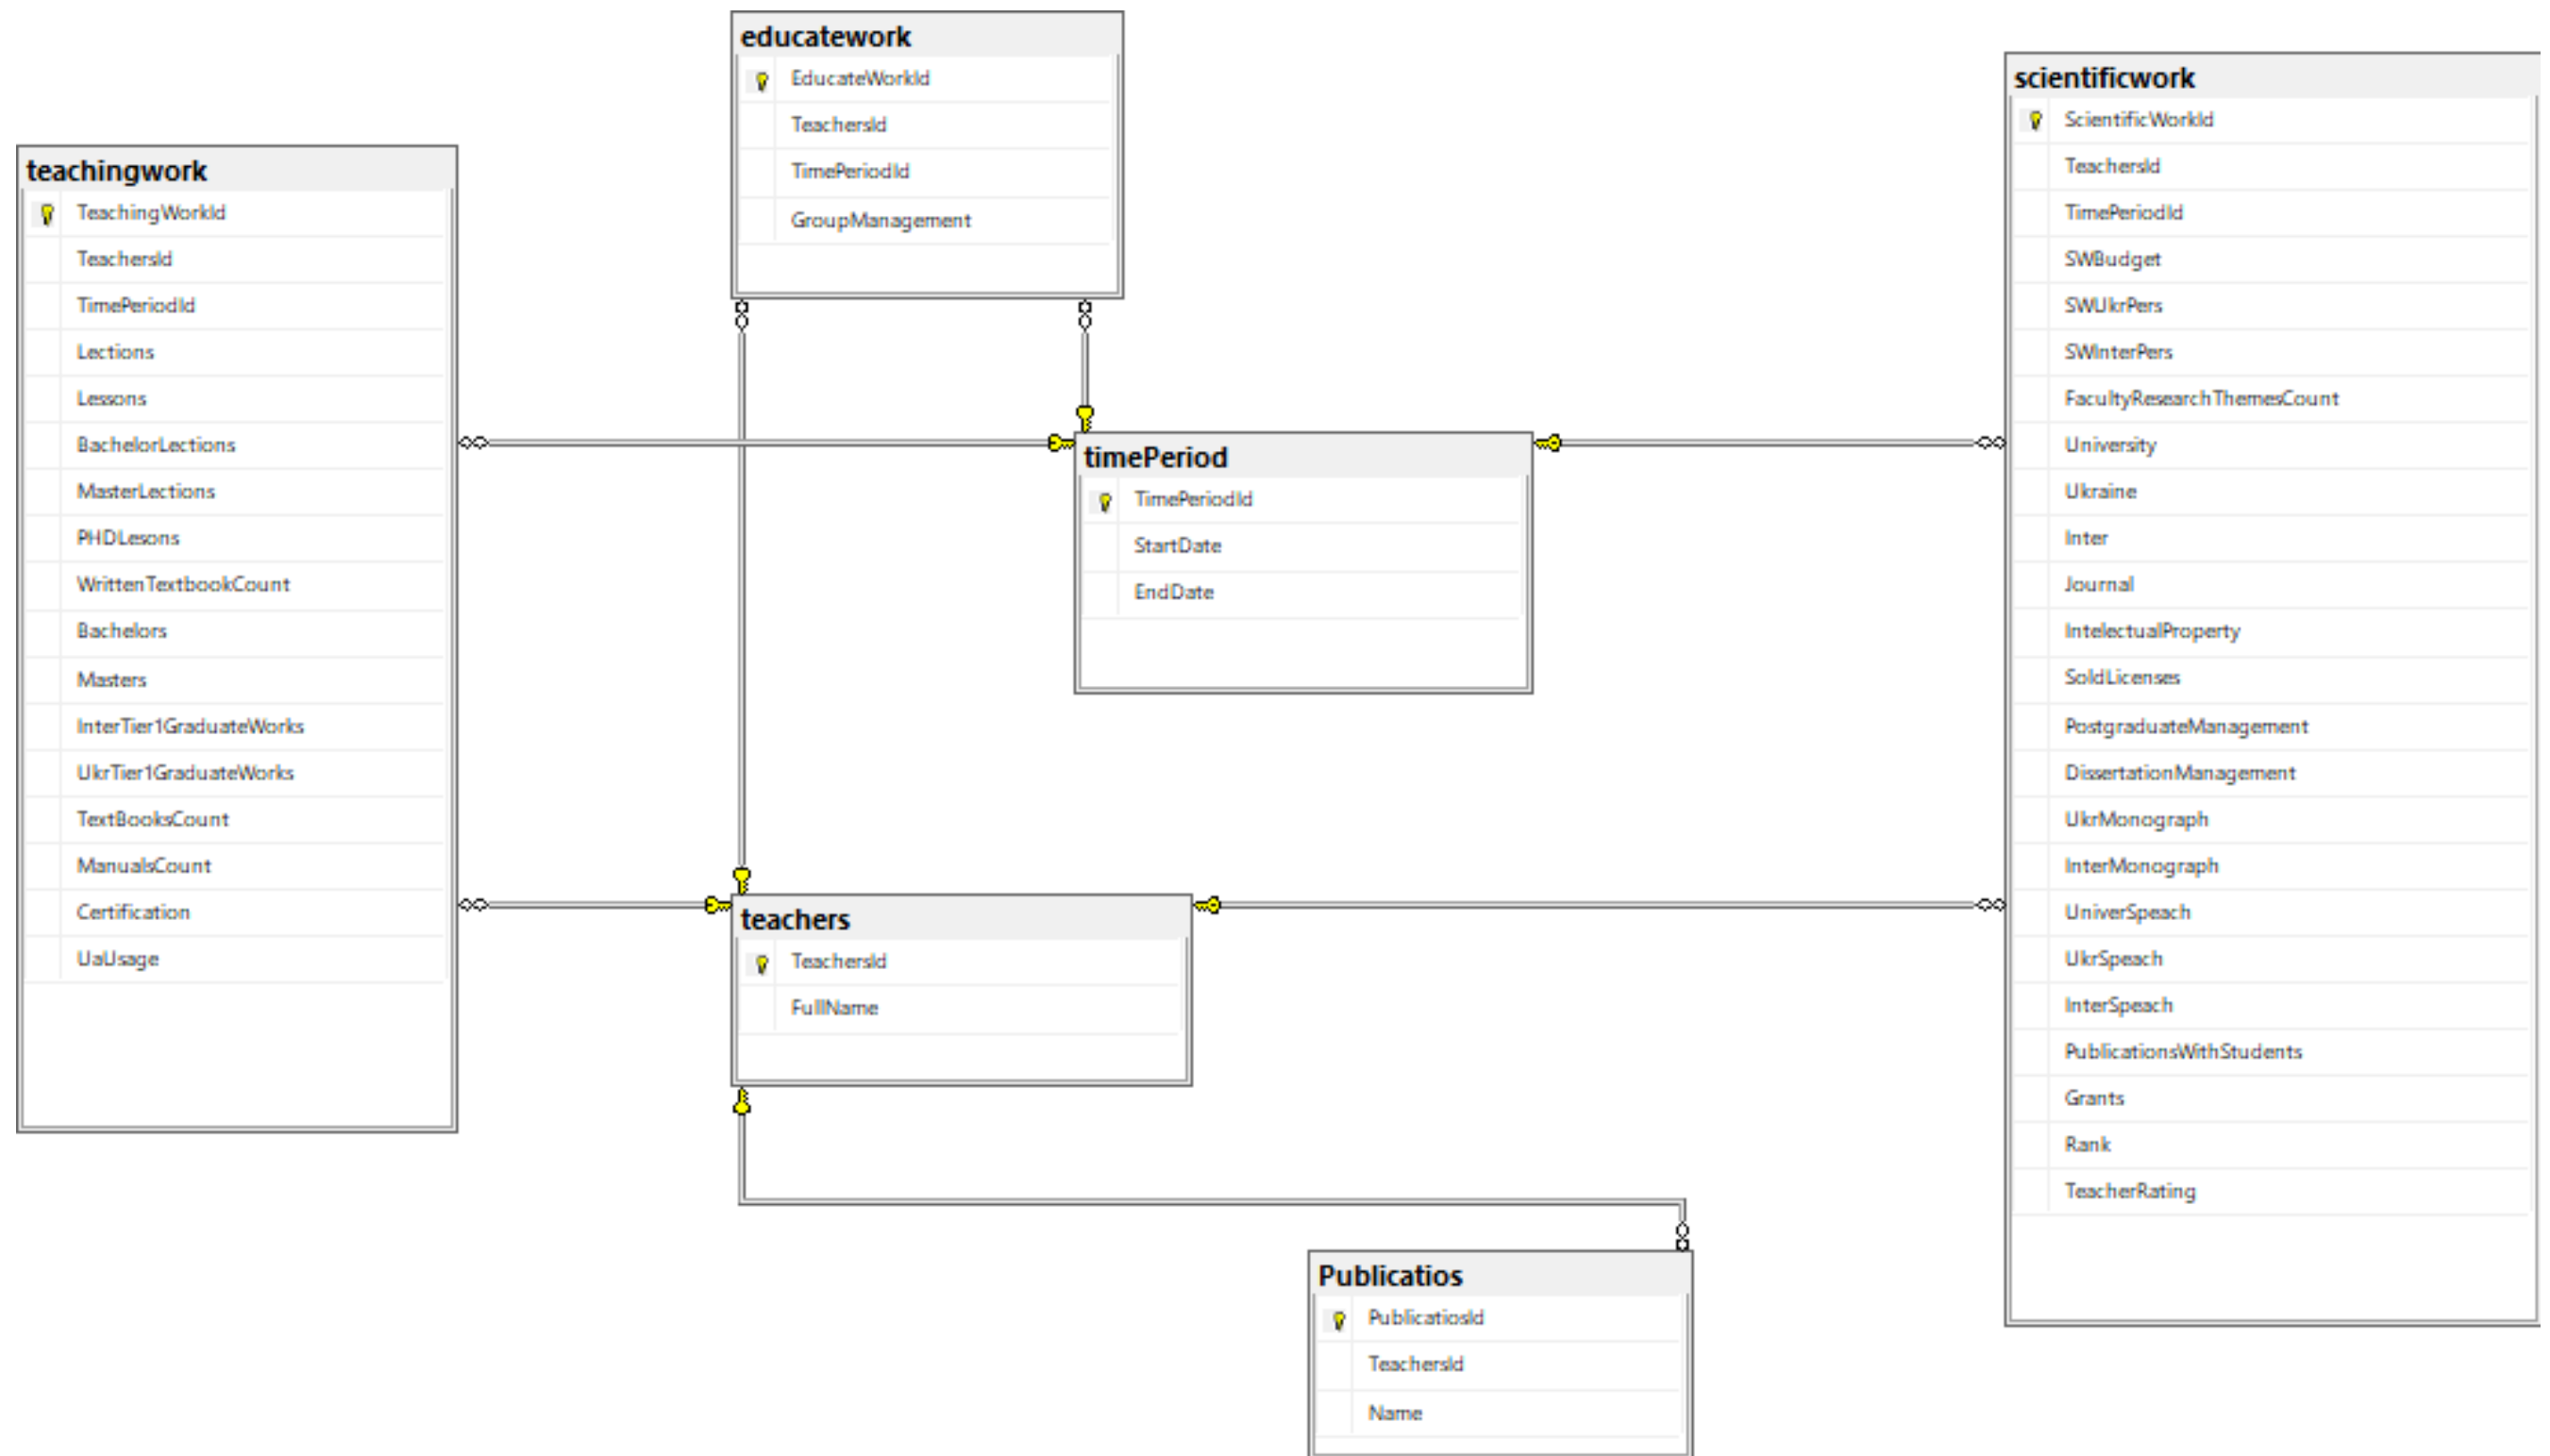 educatework
EducateWorkId
TeachersId
TimePeriodId
GroupManagement
teachingwork
TeachingWorkId
TeachersId
TimePeriodId
Lections
Lessons
BachelorLections
MasterLections
PHDLesons
WrittenTextbookCount
Bachelors
Masters
InterTier1GraduateWorks
UkrTier1GraduateWorks
TextBooksCount
ManualsCount
Certification
UaUsage
timePeriod
TimePeriodId
StartDate
EndDate
teachers
TeachersId
FullName
scientificwork
ScientificWorkId
TeachersId
TimePeriodId
SWBudget
SWUkrPers
SWInterPers
FacultyResearchThemesCount
University
Ukraine
Inter
Journal
IntelectualProperty
SoldLicenses
PostgraduateManagement
DissertationManagement
UkrMonograph
InterMonograph
UniverSpeach
UkrSpeach
InterSpeach
PublicationsWithStudents
Grants
Rank
TeacherRating
Publicatios
PublicatiosId
TeachersId
Name